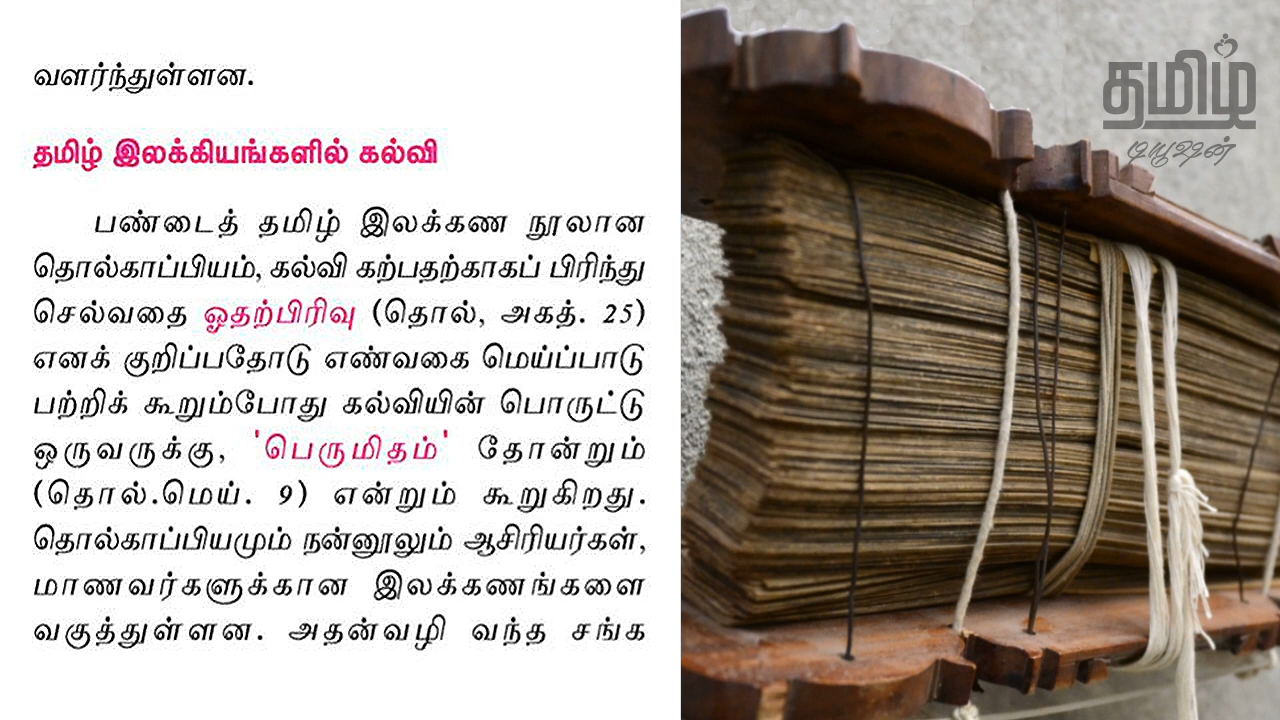 வளர்ந்துள்ளன.
தமிழ் இலக்கியங்களில் கல்வி
பண்டைத் தமிழ் இலக்கண நூலான
தொல்காப்பியம், கல்வி கற்பதற்காகப் பிரிந்து
செல்வதை ஓதற்பிரிவு (தொல், அகத். 25)
எனக் குறிப்பதோடு எண்வகை மெய்ப்பாடு
பற்றிக் கூறும்போது கல்வியின் பொருட்டு
ஒருவருக்கு, 'பெருமிதம்' தோன்றும்
(தொல்.மெய். 9) என்றும் கூறுகிறது.
தொல்காப்பியமும் நன்னூலும் ஆசிரியர்கள்,
மாணவர்களுக்கான இலக்கணங்களை
வகுத்துள்ளன. அதன்வழி வந்த சங்க
தமிழ்
டியூஷன்